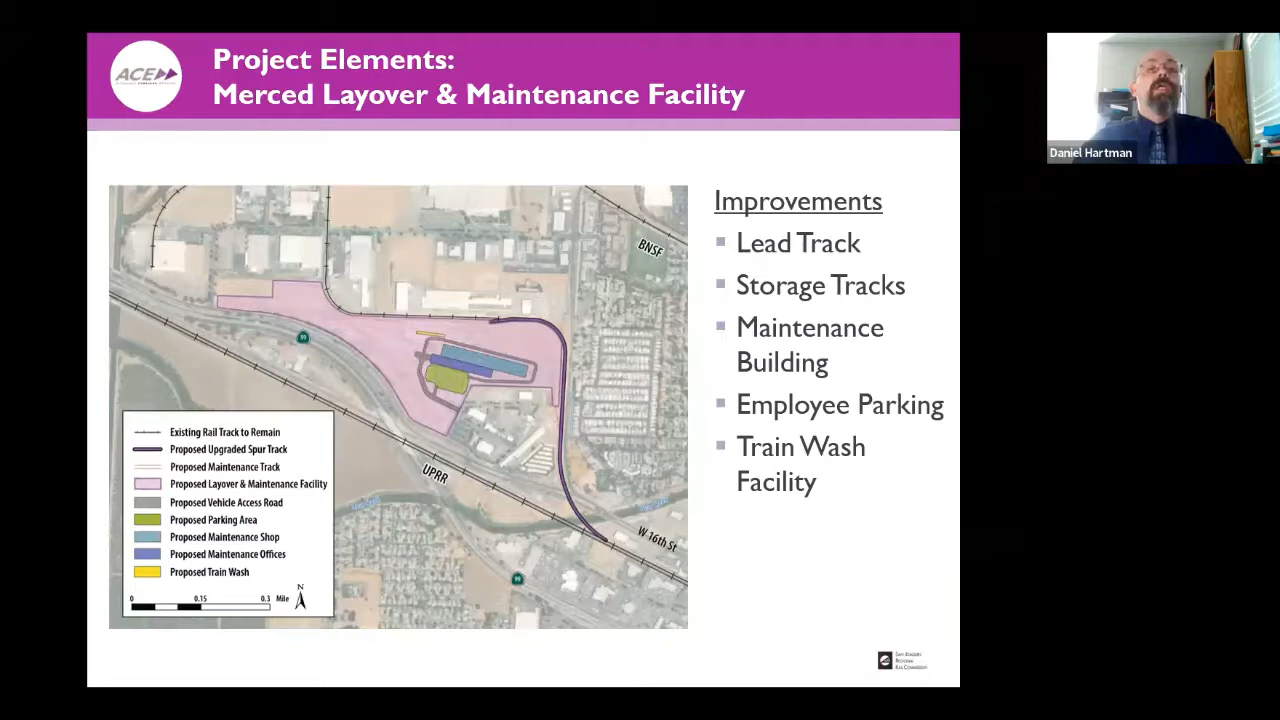 ACE
Project Elements:
Merced Layover & Maintenance Facility
Daniel Hartman
BNSF
99
UPRR
W 16th St
99
Existing Rail Track to Remain
Proposed Upgraded Spur Track
Proposed Maintenance Track
Proposed Layover & Maintenance Facility
Proposed Vehicle Access Road
Proposed Parking Area
Proposed Maintenance Shop
Proposed Maintenance Offices
Proposed Train Wash
0 0.15 0.3 Mile
N
Improvements
Lead Track
Storage Tracks
Maintenance
Building
Employee Parking
Train Wash
Facility
San Joaquin
Regional
Rail Commission